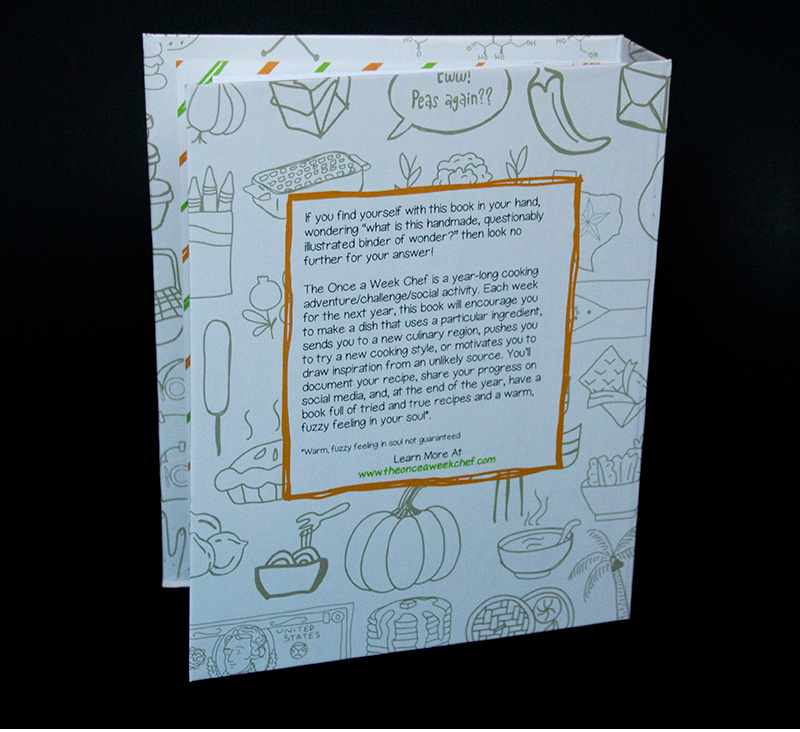 Eww!
Peas again??
If you find yourself with this book in your hand,
wondering "what is this handmade, questionably
illustrated binder of wonder?" then look no
further for your answer!
The Once a Week Chef is a year-long cooking
adventure/challenge/social activity. Each week
for the next year, this book will encourage you
to make a dish that uses a particular ingredient,
sends you to a new culinary region, pushes you
to try a new cooking style, or motivates you to
draw inspiration from an unlikely source. You'll
document your recipe, share your progress on
social media, and, at the end of the year, have a
book full of tried and true recipes and a warm,
fuzzy feeling in your soul*.
*Warm, fuzzy feeling in soul not guaranteed
Learn More At
www.theonceaweekchef.com
UNITED
STATES